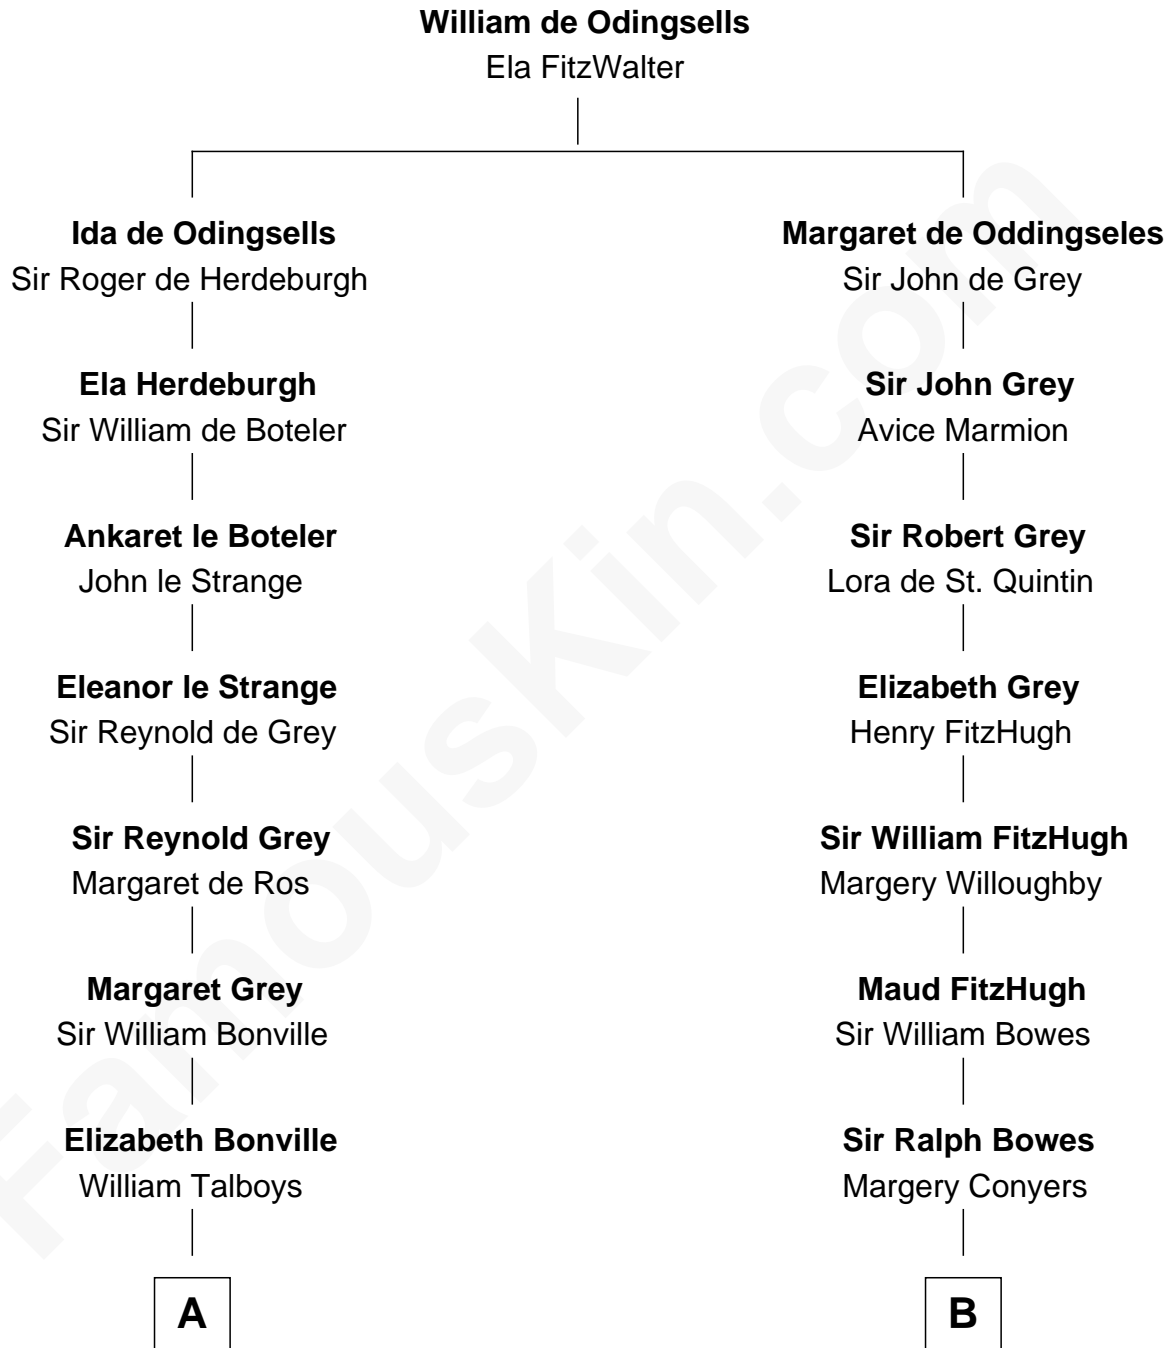 William de Odingsells
Ela FitzWalter
Ida de Odingsells
Sir Roger de Herdeburgh
Margaret de Oddingseles
Sir John de Grey
Ela Herdeburgh
Sir William de Boteler
Sir John Grey
Avice Marmion
Ankaret le Boteler
John le Strange
Sir Robert Grey
Lora de St. Quintin
Eleanor le Strange
Sir Reynold de Grey
Elizabeth Grey
Henry FitzHugh
Sir Reynold Grey
Margaret de Ros
Sir William FitzHugh
Margery Willoughby
Margaret Grey
Sir William Bonville
Maud FitzHugh
Sir William Bowes
Elizabeth Bonville
William Talboys
Sir Ralph Bowes
Margery Conyers
A
B
FamousKin.com